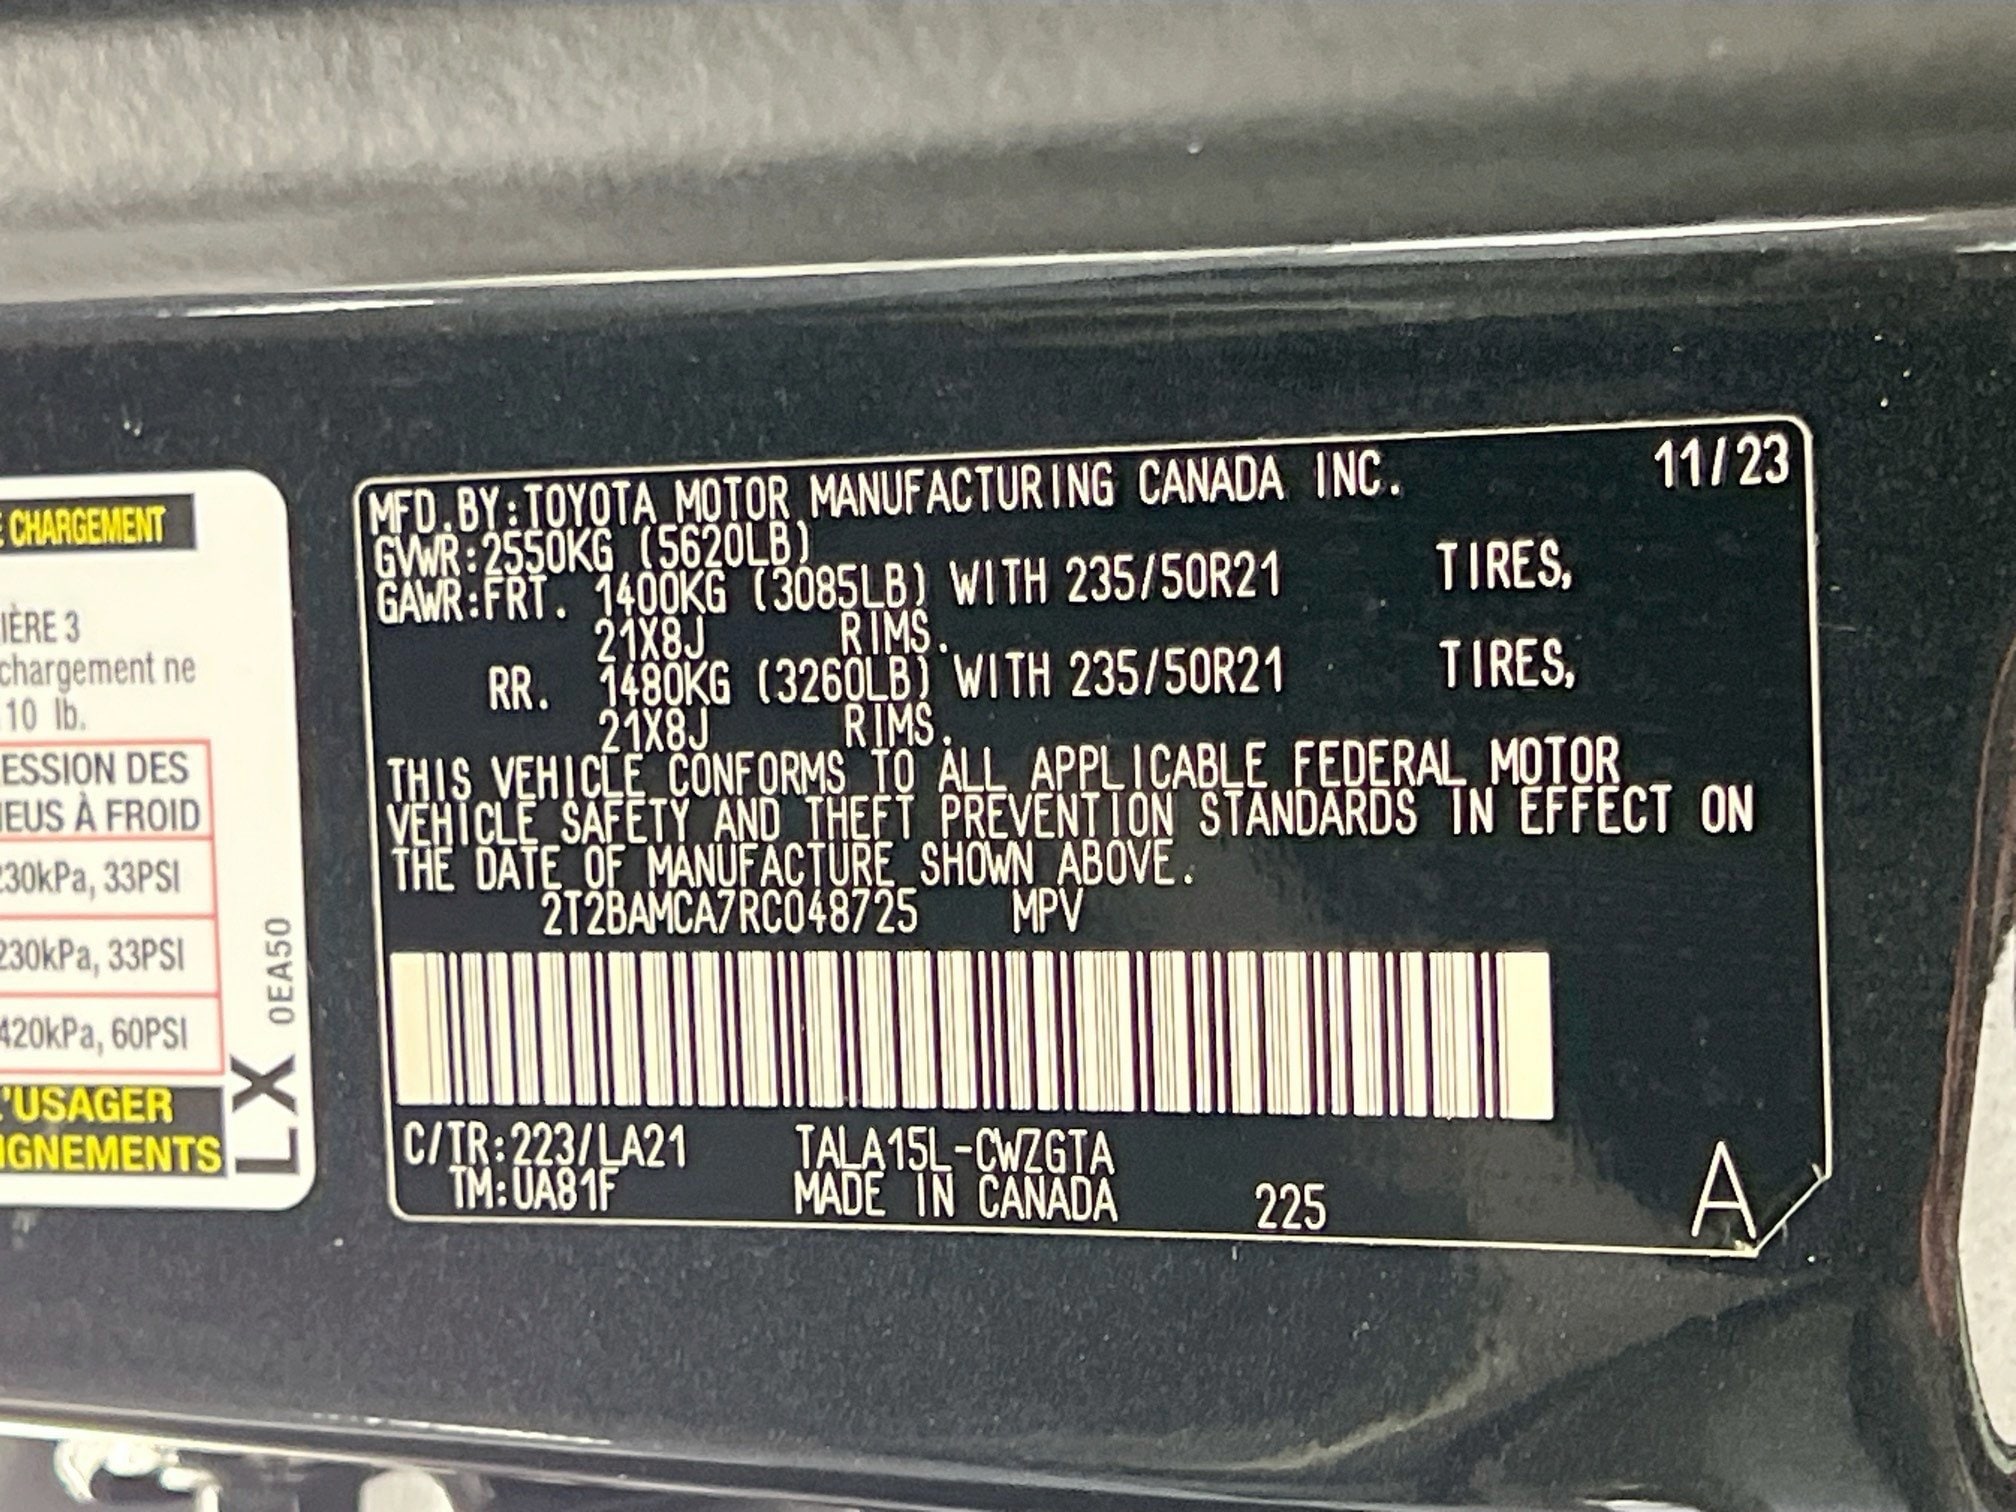 E CHARGEMENT
IÈRE 3
chargement ne
10 lb.
ESSION DES
IEUS À FROID
230kPa, 33PSI
230kPa, 33PSI
420kPa, 60PSI
L'USAGER
IGNEMENTS
LX 0EA50
MFD.BY:TOYOTA MOTOR MANUFACTURING CANADA INC. 11/23
GVWR:2550KG (5620LB)
GAWR:FRT. 1400KG (3085LB) WITH 235/50R21 TIRES,
21X8J RIMS.
RR. 1480KG (3260LB) WITH 235/50R21 TIRES,
21X8J RIMS.
THIS VEHICLE CONFORMS TO ALL APPLICABLE FEDERAL MOTOR
VEHICLE SAFETY AND THEFT PREVENTION STANDARDS IN EFFECT ON
THE DATE OF MANUFACTURE SHOWN ABOVE.
2T2BAMCA7RC048725 MPV
C/TR:223/LA21 TALA15L-CWZGTA
TM:UA81F MADE IN CANADA 225 A